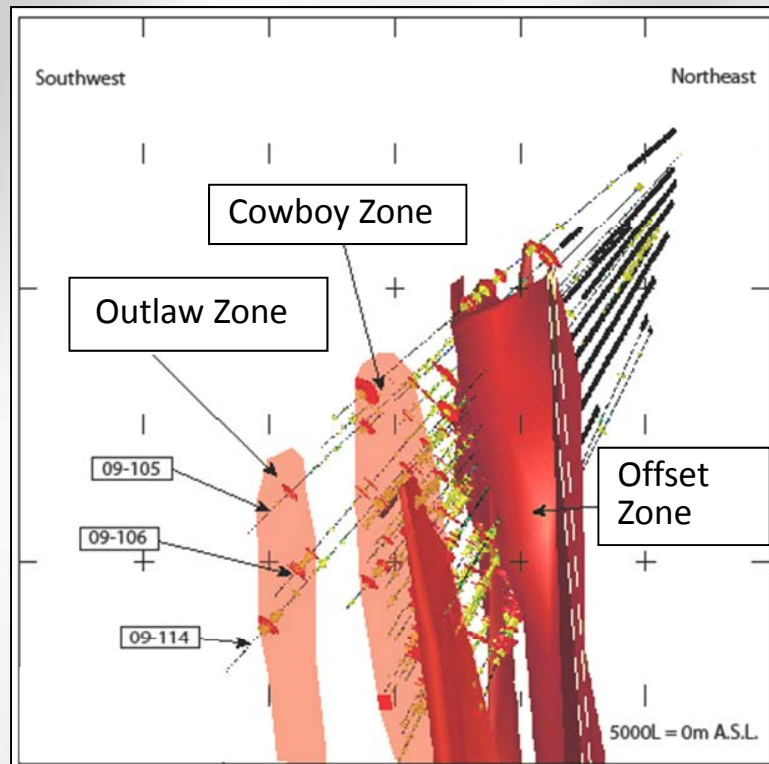 Southwest
Northeast
Cowboy Zone
Outlaw Zone
09-105
Offset
Zone
09-106
09-114
5000L = 0m A.S.L.